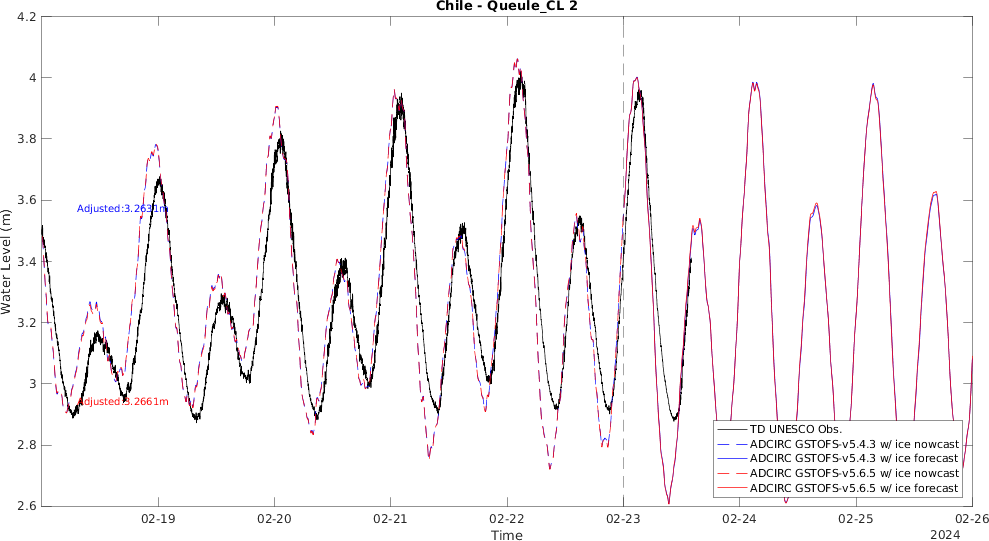 Chile - Queule_CL 2
4.2
4
3.8
3.6
3.4
3.2
3
2.8
2.6
Water Level (m)
Adjusted:3.2631m
Adjusted:3.2661m
TD UNESCO Obs.
ADCIRC GSTOFS-v5.4.3 w/ ice nowcast
ADCIRC GSTOFS-v5.4.3 w/ ice forecast
ADCIRC GSTOFS-v5.6.5 w/ ice nowcast
ADCIRC GSTOFS-v5.6.5 w/ ice forecast
02-19 02-20 02-21 02-22 02-23 02-24 02-25 02-26
Time
2024